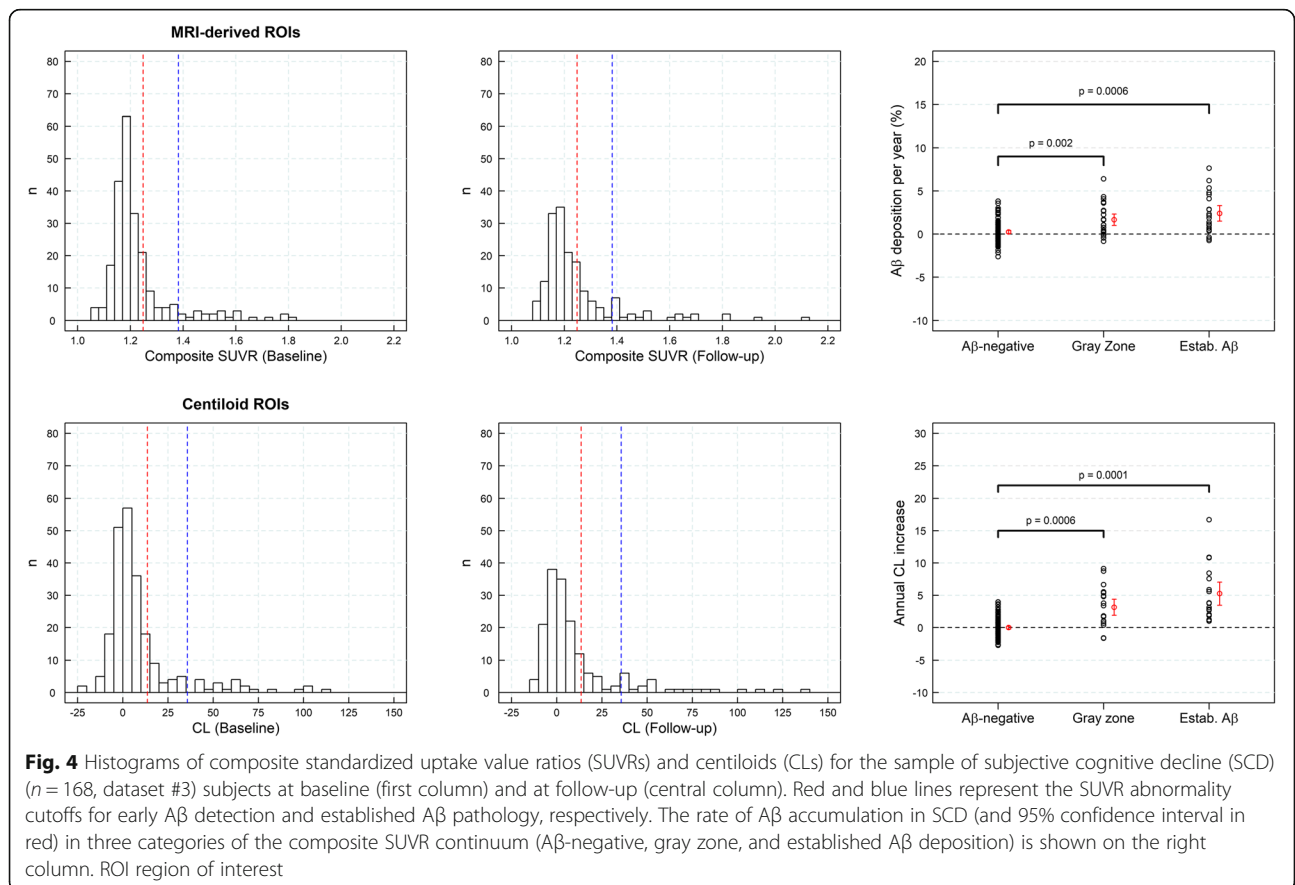 MRI-derived ROIs
80
70
60
50
40
30
20
10
0
n
1.0 1.2 1.4 1.6 1.8 2.0 2.2
Composite SUVR (Baseline)
80
70
60
50
40
30
20
10
0
n
1.0 1.2 1.4 1.6 1.8 2.0 2.2
Composite SUVR (Follow-up)
20
15
10
5
0
-5
-10
Aβ deposition per year (%)
p = 0.0006
p = 0.002
Aβ-negative Gray Zone Estab. Aβ
Centiloid ROIs
80
70
60
50
40
30
20
10
0
n
-25 0 25 50 75 100 125 150
CL (Baseline)
80
70
60
50
40
30
20
10
0
n
-25 0 25 50 75 100 125 150
CL (Follow-up)
30
25
20
15
10
5
0
-5
-10
Annual CL increase
p = 0.0001
p = 0.0006
Aβ-negative Gray zone Estab. Aβ
Fig. 4 Histograms of composite standardized uptake value ratios (SUVRs) and centiloids (CLs) for the sample of subjective cognitive decline (SCD)
(n = 168, dataset #3) subjects at baseline (first column) and at follow-up (central column). Red and blue lines represent the SUVR abnormality
cutoffs for early Aβ detection and established Aβ pathology, respectively. The rate of Aβ accumulation in SCD (and 95% confidence interval in
red) in three categories of the composite SUVR continuum (Aβ-negative, gray zone, and established Aβ deposition) is shown on the right
column. ROI region of interest